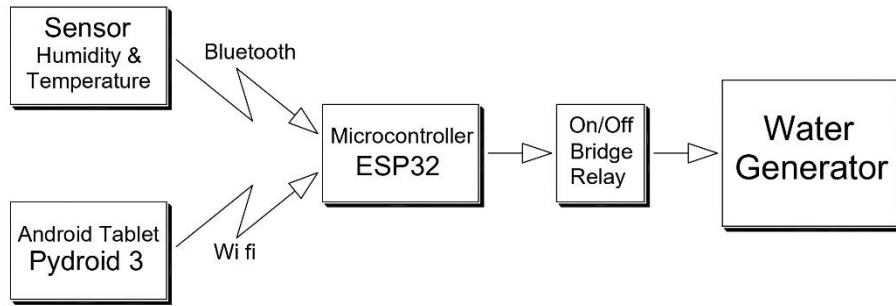 Sensor
Humidity &
Temperature
Bluetooth
Microcontroller
ESP32
On/Off
Bridge
Relay
Water
Generator
Android Tablet
Pydroid 3
Wi fi